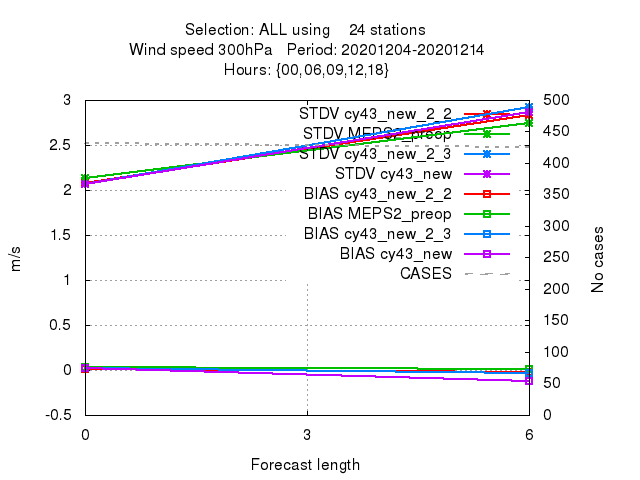 Selection: ALL using 24 stations
Wind speed 300hPa Period: 20201204-20201214
Hours: {00,06,09,12,18}
3
2.5
2
1.5
1
0.5
0
-0.5
m/s
500
450
400
350
300
250
200
150
100
50
0
No cases
STDV cy43_new_2_2
STDV MEPS2_preop
STDV cy43_new_2_3
STDV cy43_new
BIAS cy43_new_2_2
BIAS MEPS2_preop
BIAS cy43_new_2_3
BIAS cy43_new
CASES
0
3
6
Forecast length